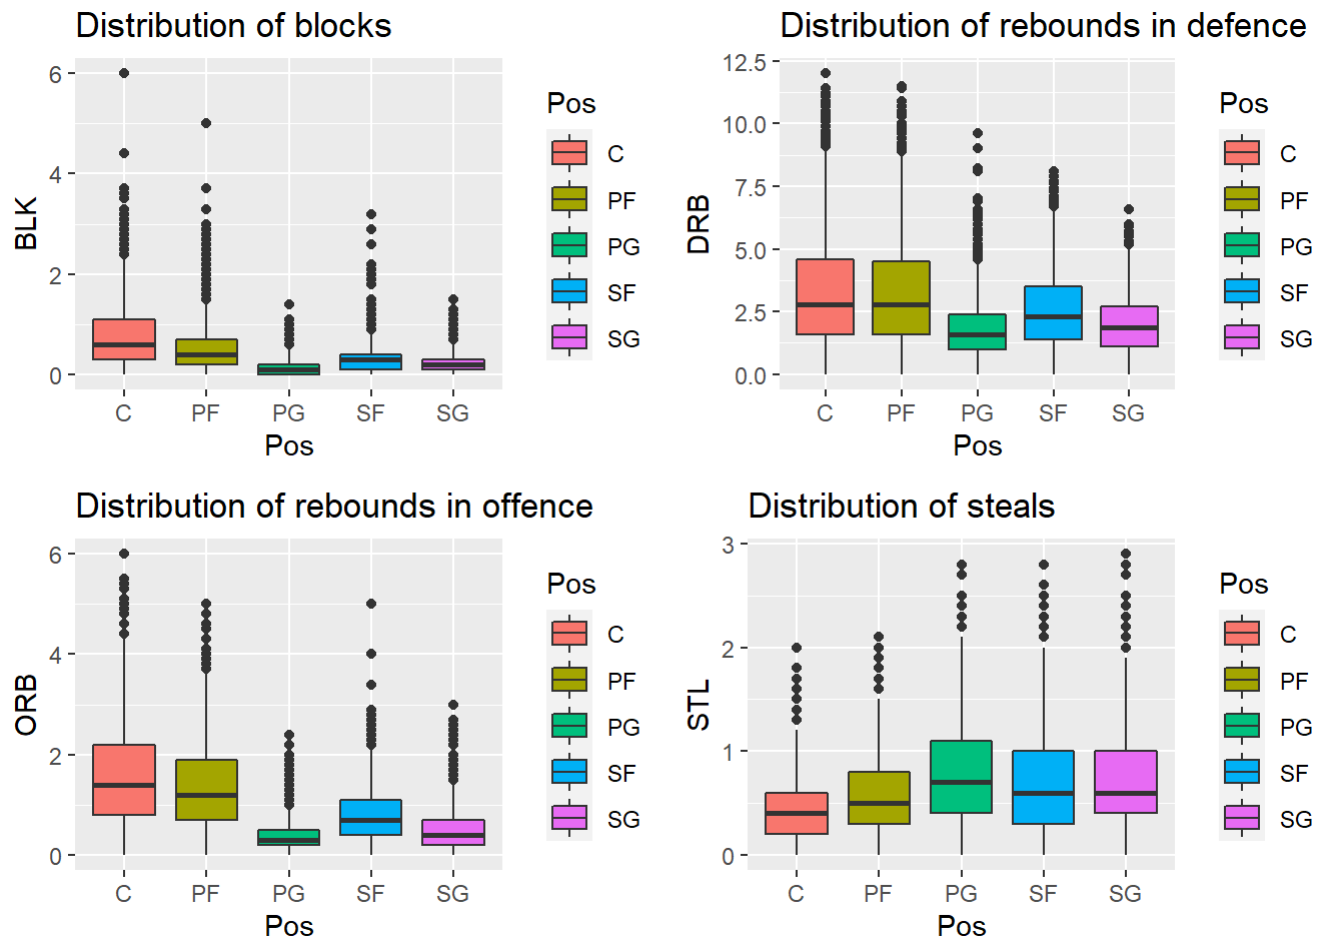 Distribution of blocks
BLK
6
4
2
0
C PF PG SF SG
Pos
Pos
C
PF
PG
SF
SG
Distribution of rebounds in defence
DRB
12.5
10.0
7.5
5.0
2.5
0.0
C PF PG SF SG
Pos
Pos
C
PF
PG
SF
SG
Distribution of rebounds in offence
ORB
6
4
2
0
C PF PG SF SG
Pos
Pos
C
PF
PG
SF
SG
Distribution of steals
STL
3
2
1
0
C PF PG SF SG
Pos
Pos
C
PF
PG
SF
SG